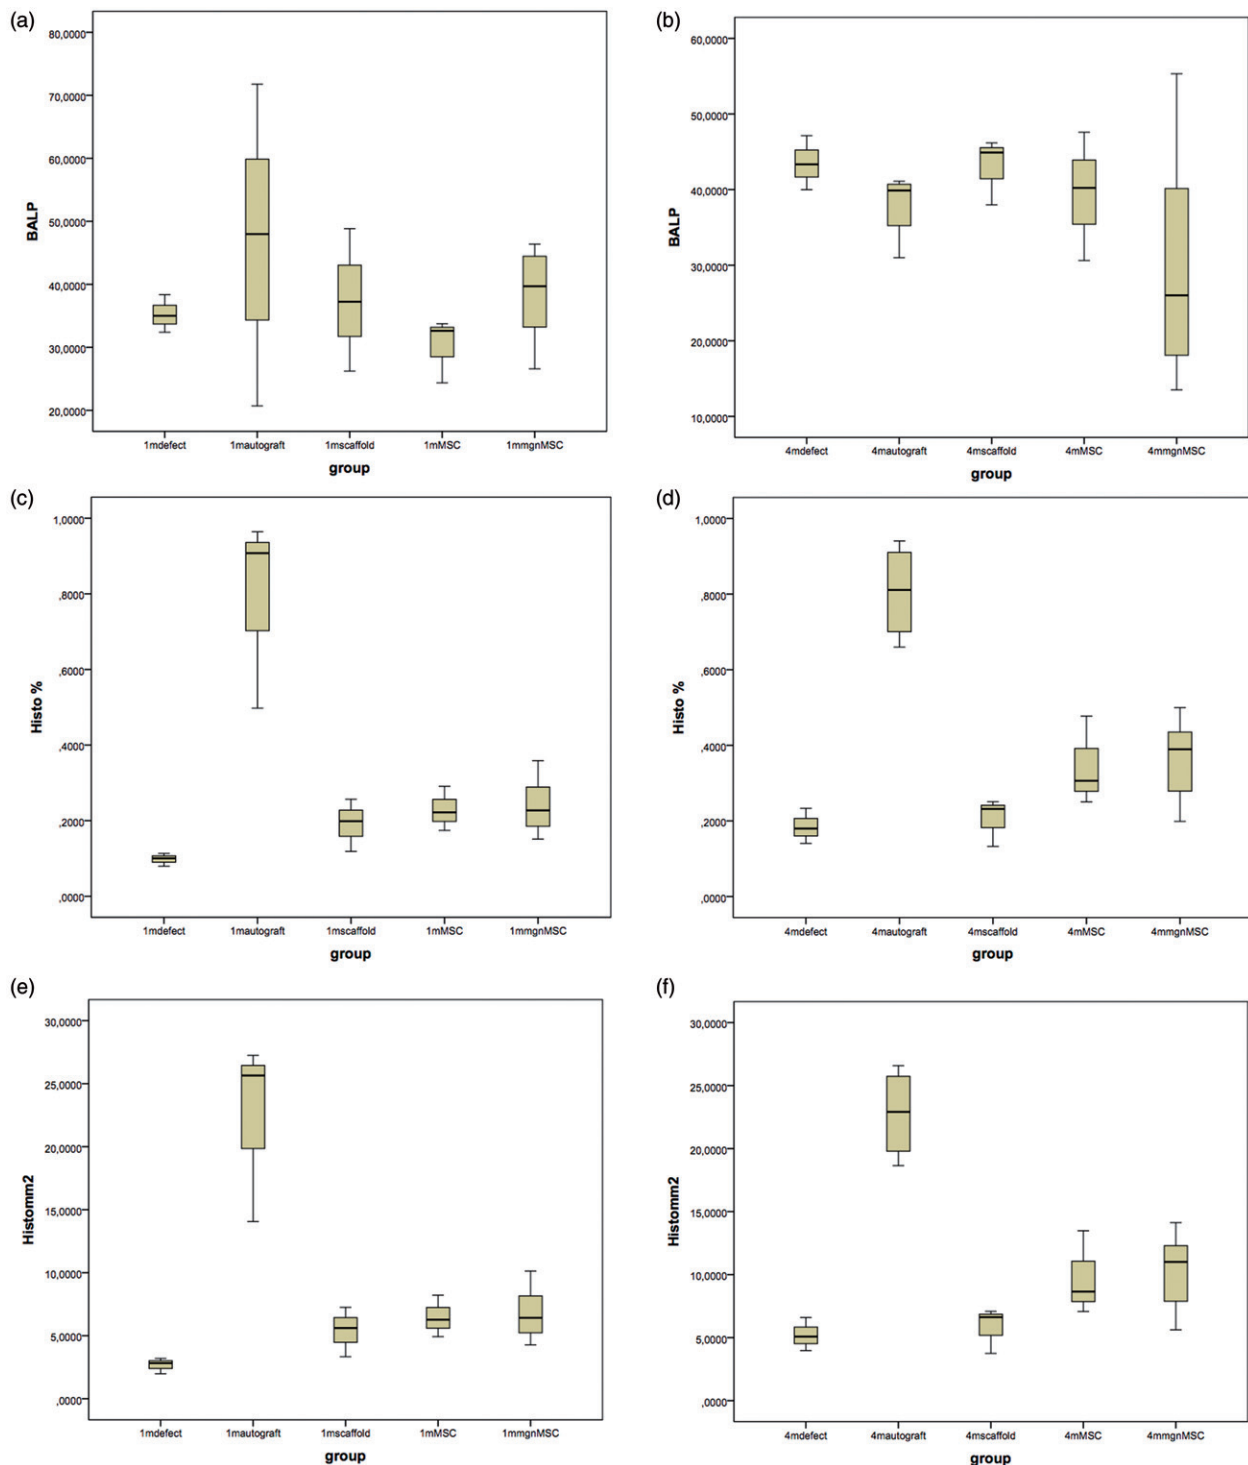 (a)
80,0000
70,0000
60,0000
50,0000
40,0000
30,0000
20,0000
BALP
1mdefect 1mautograft 1mscaffold 1mMSC 1mmgnMSC
group
(b)
60,0000
50,0000
40,0000
30,0000
20,0000
10,0000
BALP
4mdefect 4mautograft 4mscaffold 4mMSC 4mmgnMSC
group
(c)
1,0000
,8000
,6000
,4000
,2000
,0000
Histo %
1mdefect 1mautograft 1mscaffold 1mMSC 1mmgnMSC
group
(d)
1,0000
,8000
,6000
,4000
,2000
,0000
Histo %
4mdefect 4mautograft 4mscaffold 4mMSC 4mmgnMSC
group
(e)
30,0000
25,0000
20,0000
15,0000
10,0000
5,0000
,0000
Histomm2
1mdefect 1mautograft 1mscaffold 1mMSC 1mmgnMSC
group
(f)
30,0000
25,0000
20,0000
15,0000
10,0000
5,0000
,0000
Histomm2
4mdefect 4mautograft 4mscaffold 4mMSC 4mmgnMSC
group